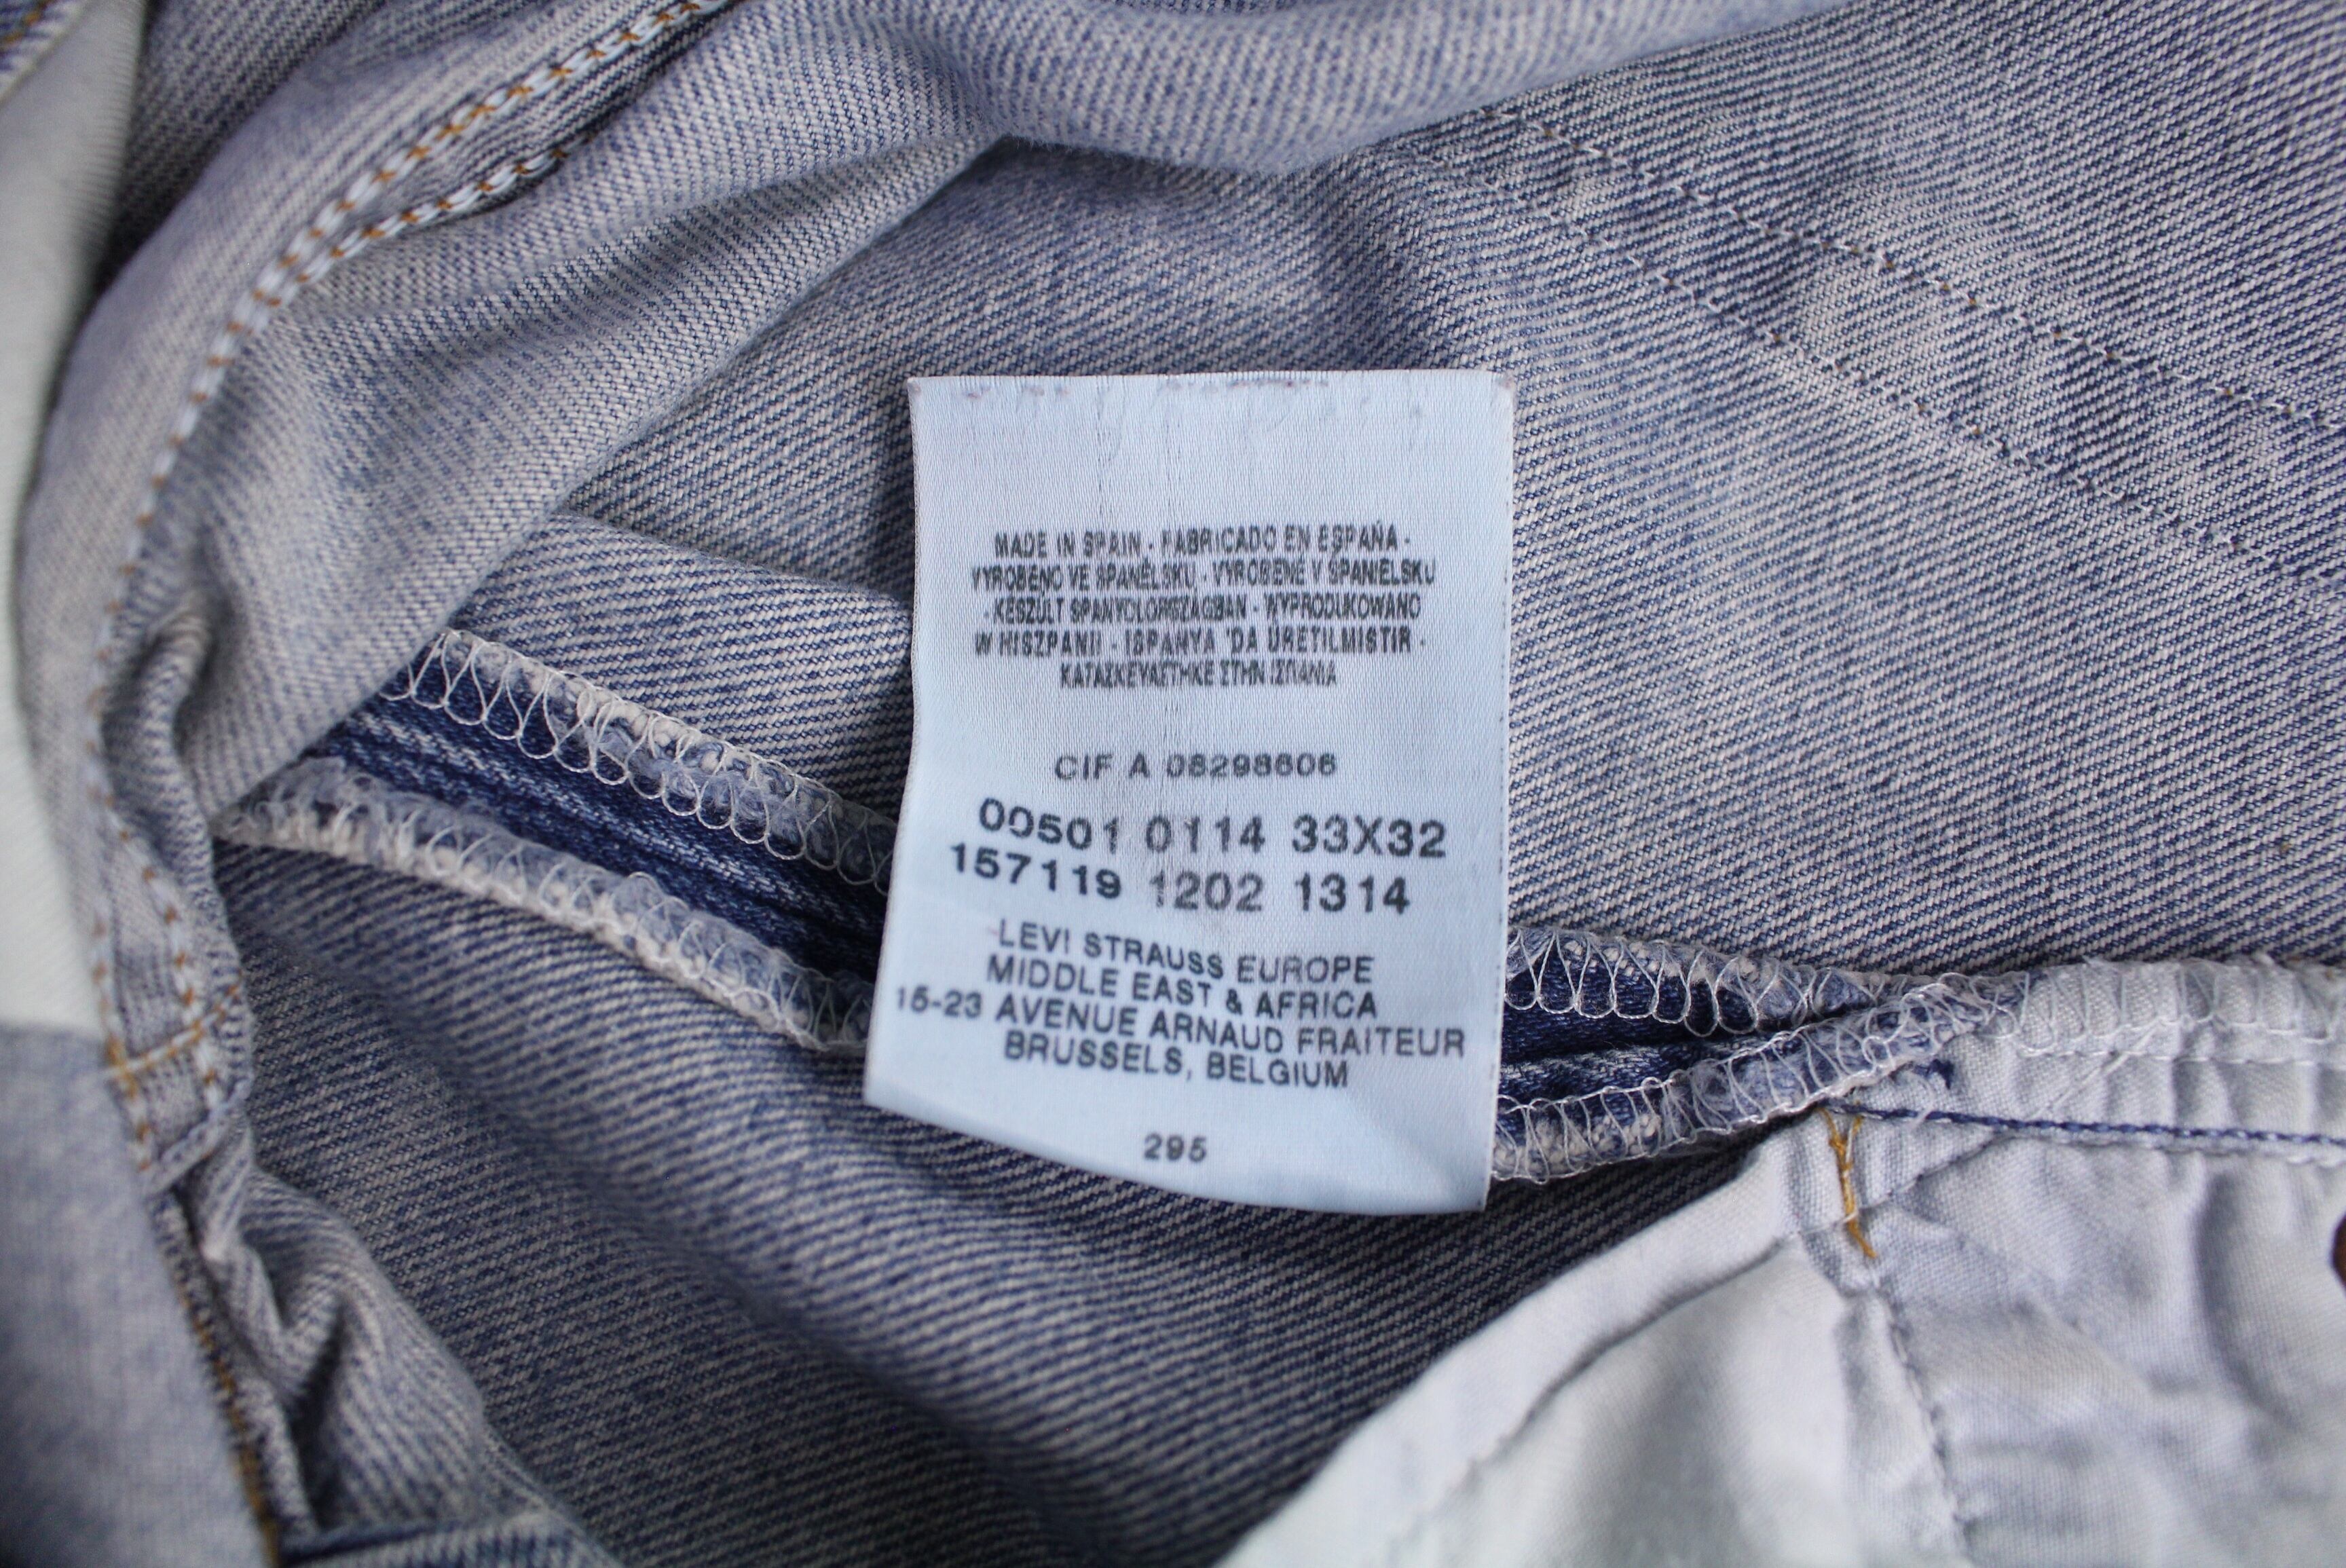 MADE IN SPAIN - FABRICADO EN ESPAÑA -
VYROBENO VE ŠPANĚLSKU - VYROBENÉ V ŠPANIELSKU
- KÉSZÜLT SPANYOLORSZÁGBAN - WYPRODUKOWANO
W HISZPANII - ISPANYA 'DA ÜRETILMISTIR -
ΚΑΤΑΣΚΕΥΑΣΤΗΚΕ ΣΤΗΝ ΙΣΠΑΝΙΑ
CIF A 08298606
00501 0114 33X32
157119 1202 1314
LEVI STRAUSS EUROPE
MIDDLE EAST & AFRICA
15-23 AVENUE ARNAUD FRAITEUR
BRUSSELS, BELGIUM
295